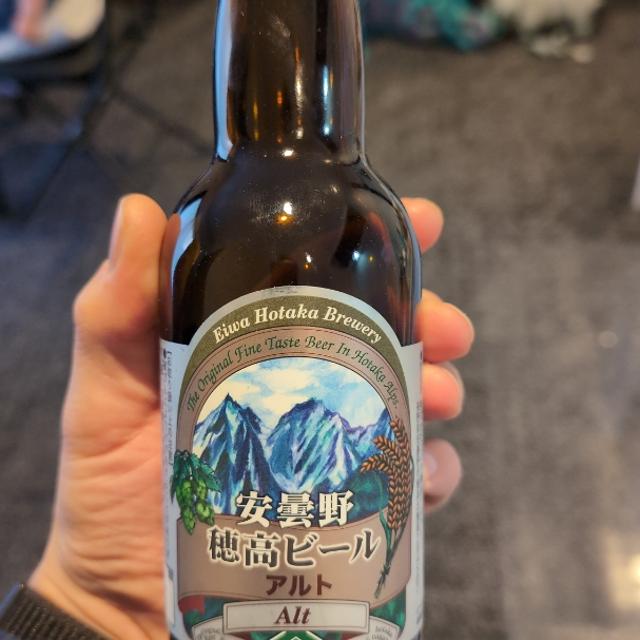 Eiwa Hotaka Brewery
The Original Fine Taste Beer In Hotaka Alps.
安曇野
穂高ビール
アルト
Alt